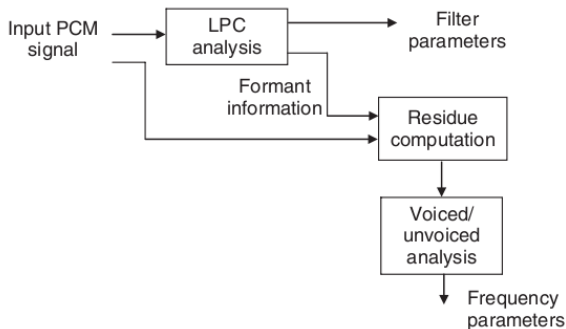 Input PCM
signal
LPC
analysis
Filter
parameters
Formant
information
Residue
computation
Voiced/
unvoiced
analysis
Frequency
parameters